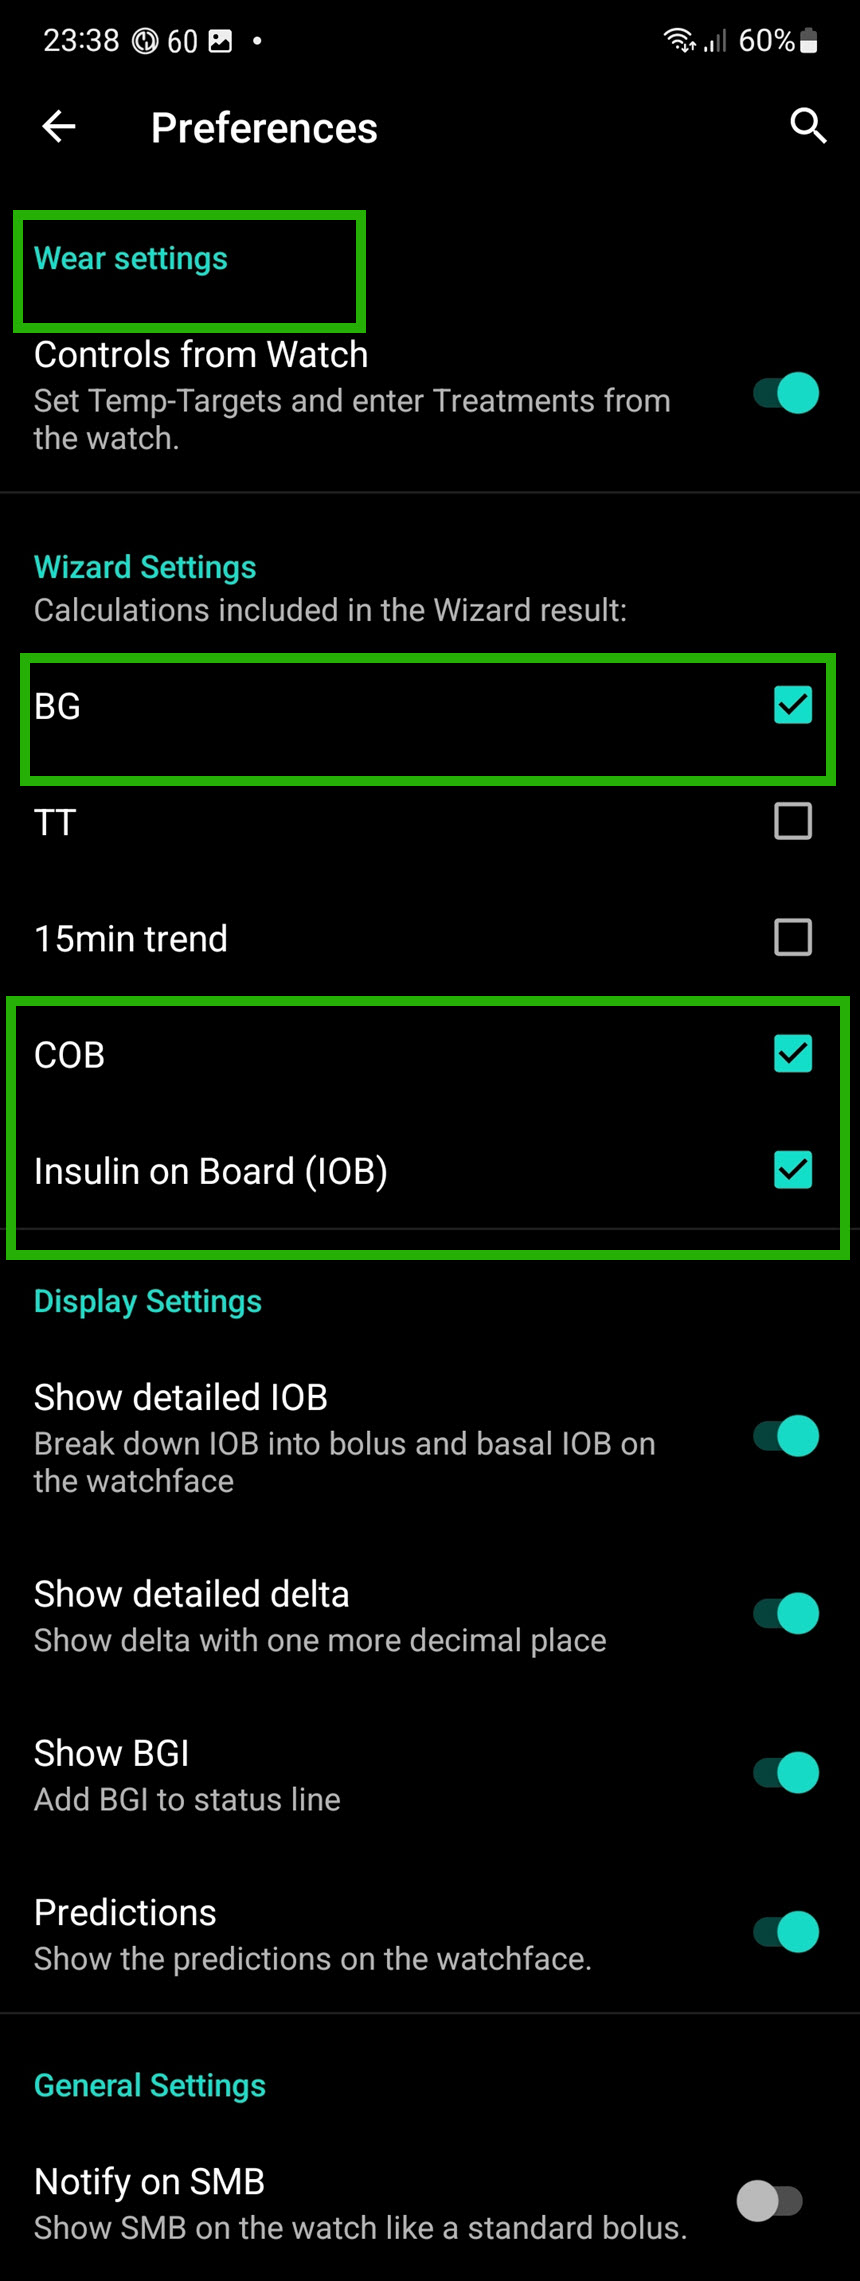 23:38 60 60%
Preferences
Wear settings
Controls from Watch
Set Temp-Targets and enter Treatments from
the watch.
Wizard Settings
Calculations included in the Wizard result:
BG
TT
15min trend
COB
Insulin on Board (IOB)
Display Settings
Show detailed IOB
Break down IOB into bolus and basal IOB on
the watchface
Show detailed delta
Show delta with one more decimal place
Show BGI
Add BGI to status line
Predictions
Show the predictions on the watchface.
General Settings
Notify on SMB
Show SMB on the watch like a standard bolus.